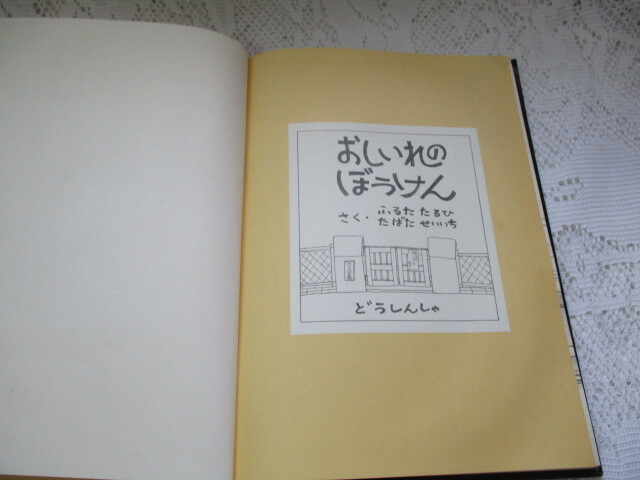 おしいれの
ぼうけん
さく・ふるた たるひ
たばた せいいち
どうしんしゃ